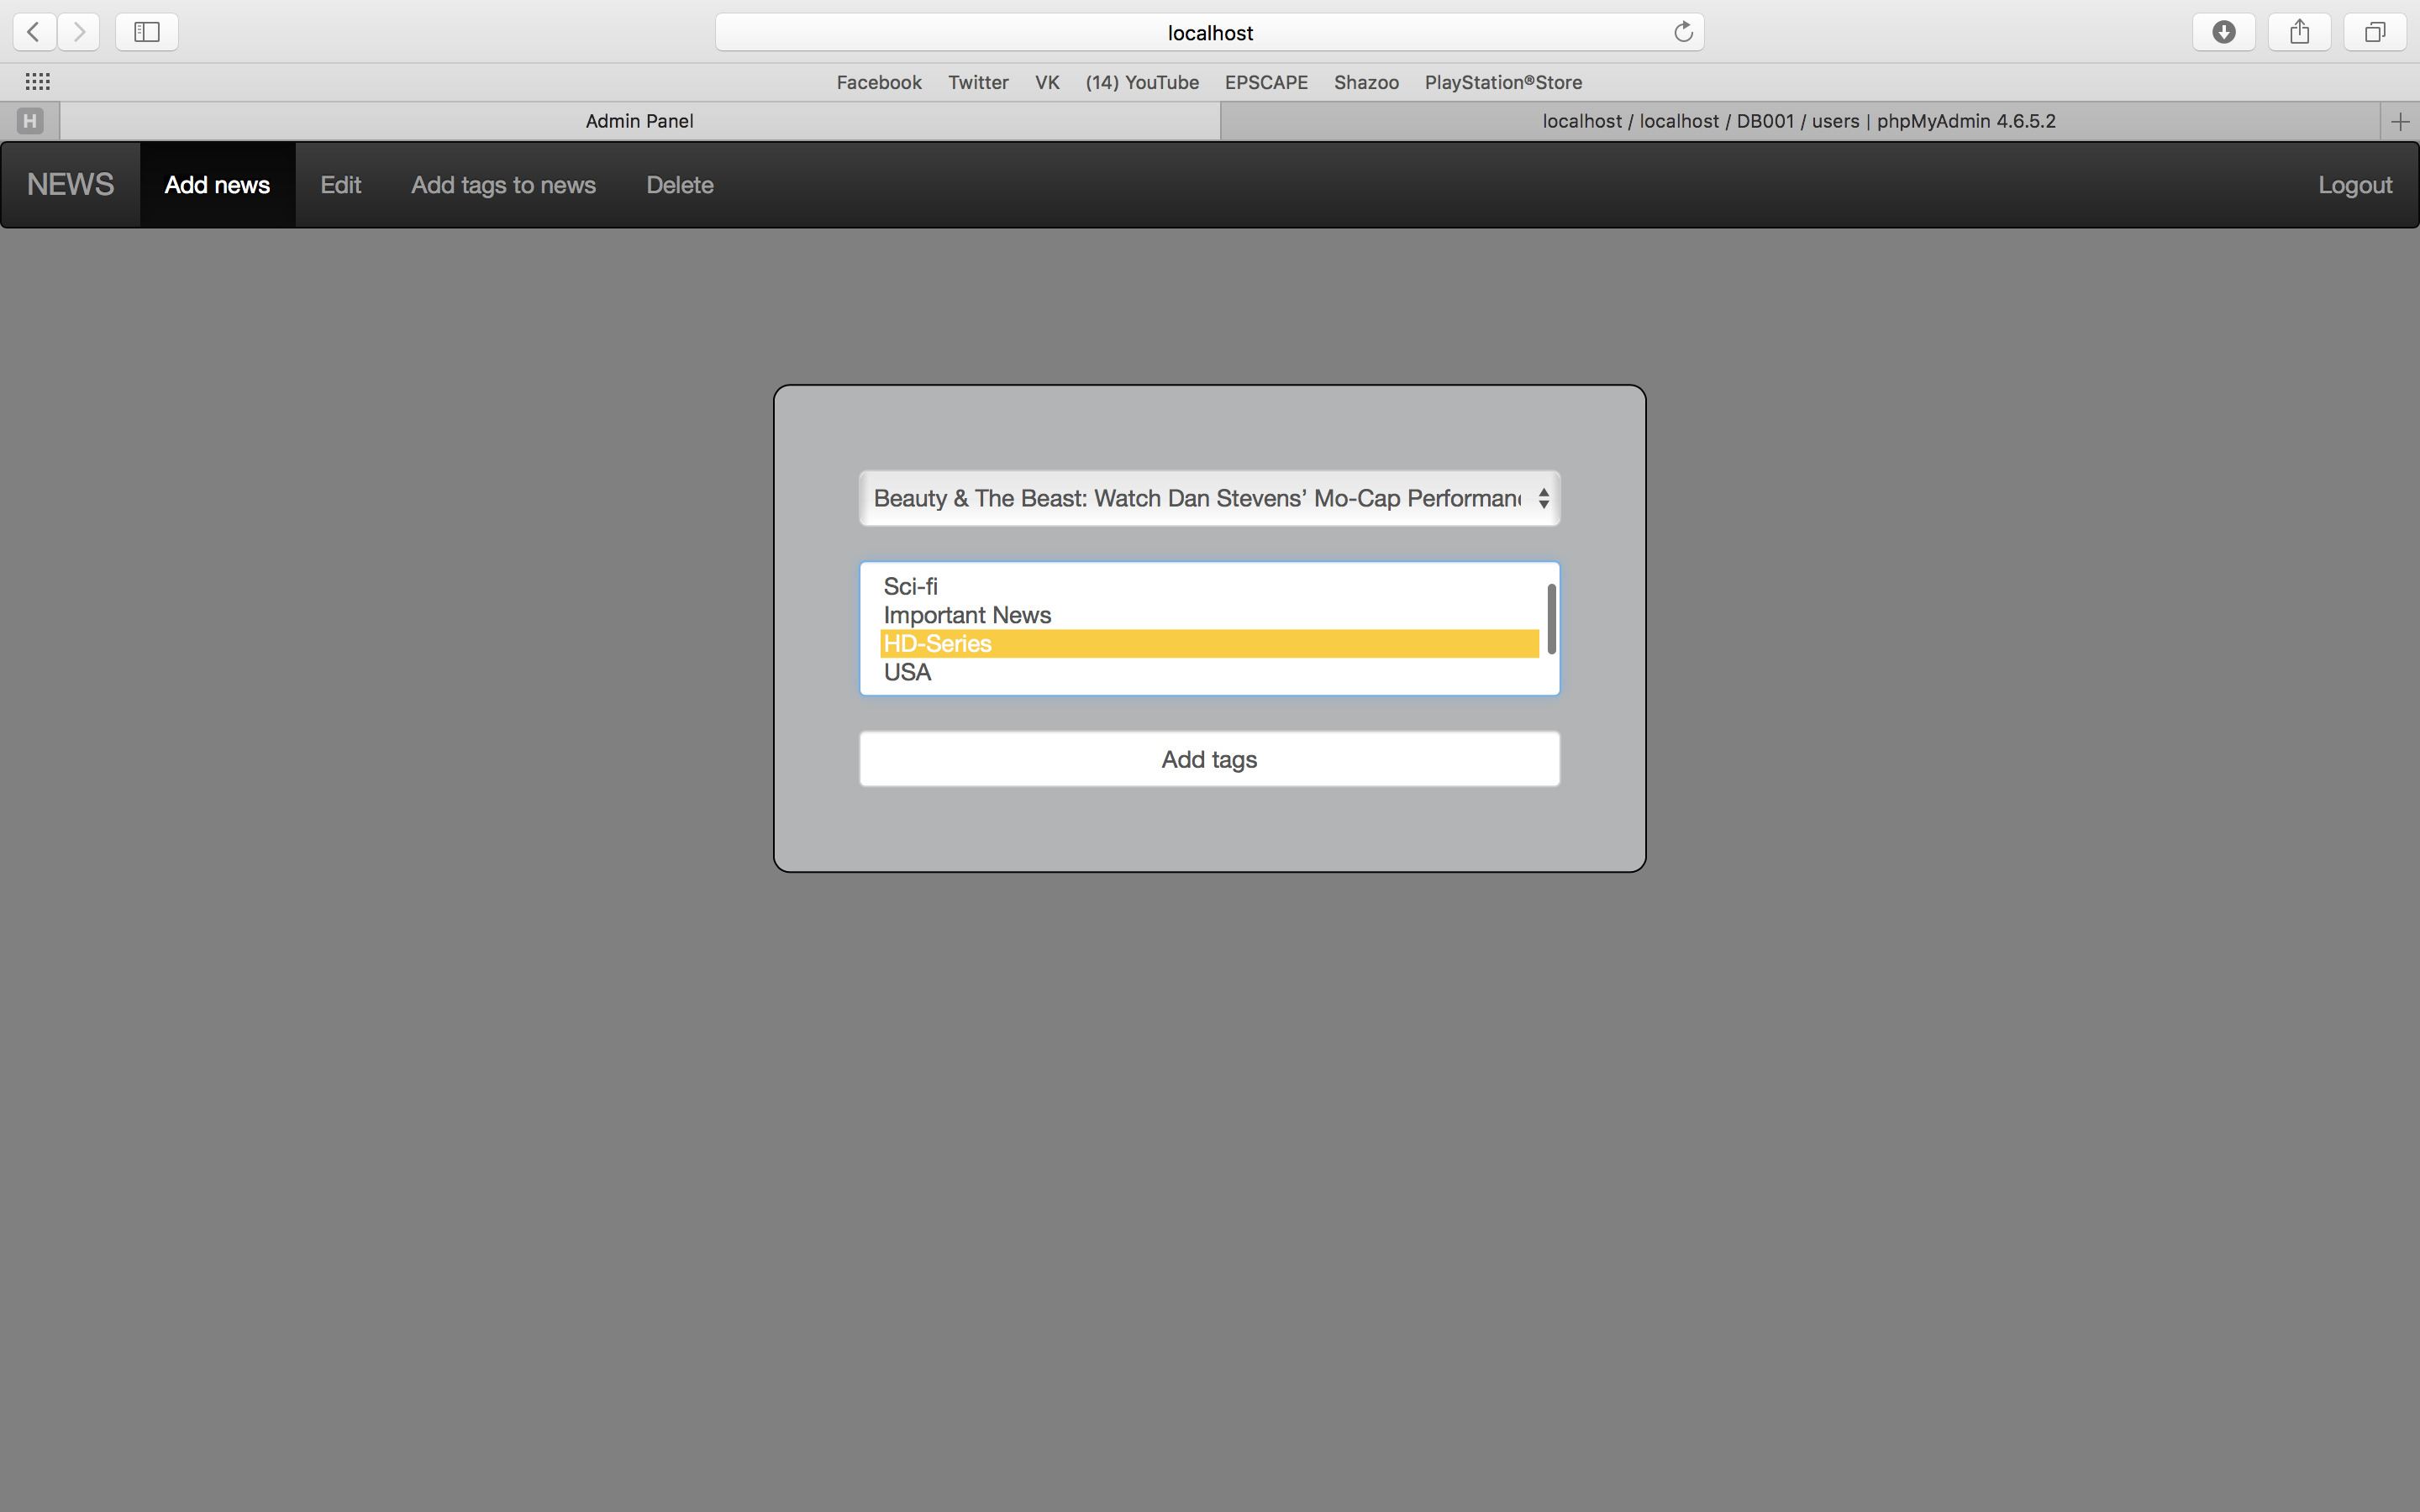 localhost
Facebook Twitter VK (14) YouTube EPSCAPE Shazoo PlayStation®Store
H Admin Panel localhost / localhost / DB001 / users | phpMyAdmin 4.6.5.2
NEWS Add news Edit Add tags to news Delete Logout
Beauty & The Beast: Watch Dan Stevens’ Mo-Cap
Sci-fi
Important News
HD-Series
USA
Add tags